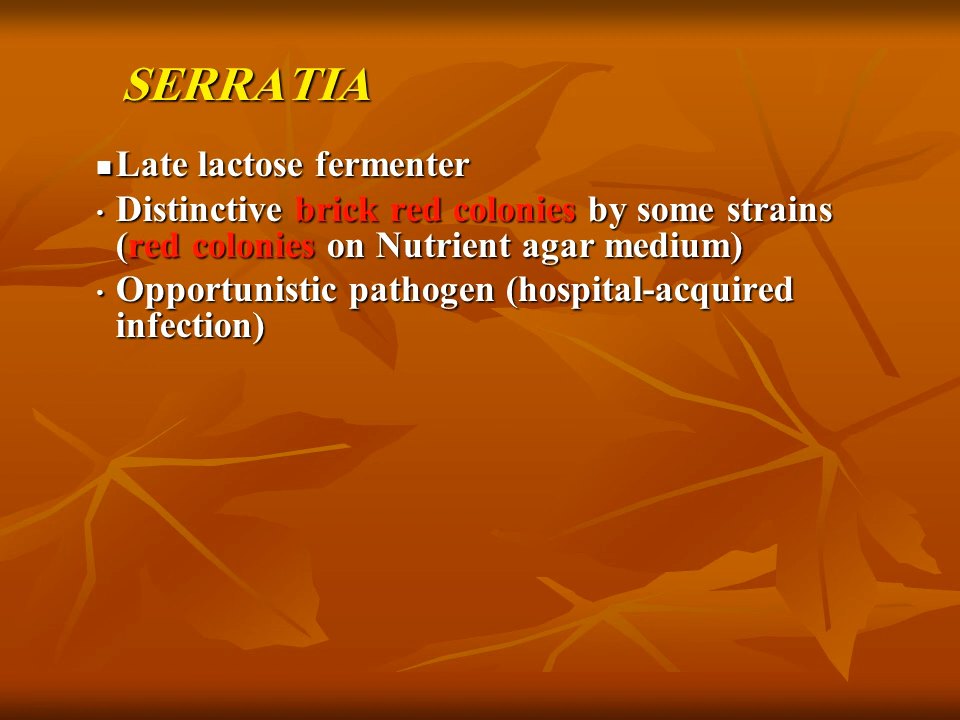 SERRATIA
Late lactose fermenter
• Distinctive brick red colonies by some strains
(red colonies on Nutrient agar medium)
• Opportunistic pathogen (hospital-acquired
infection)